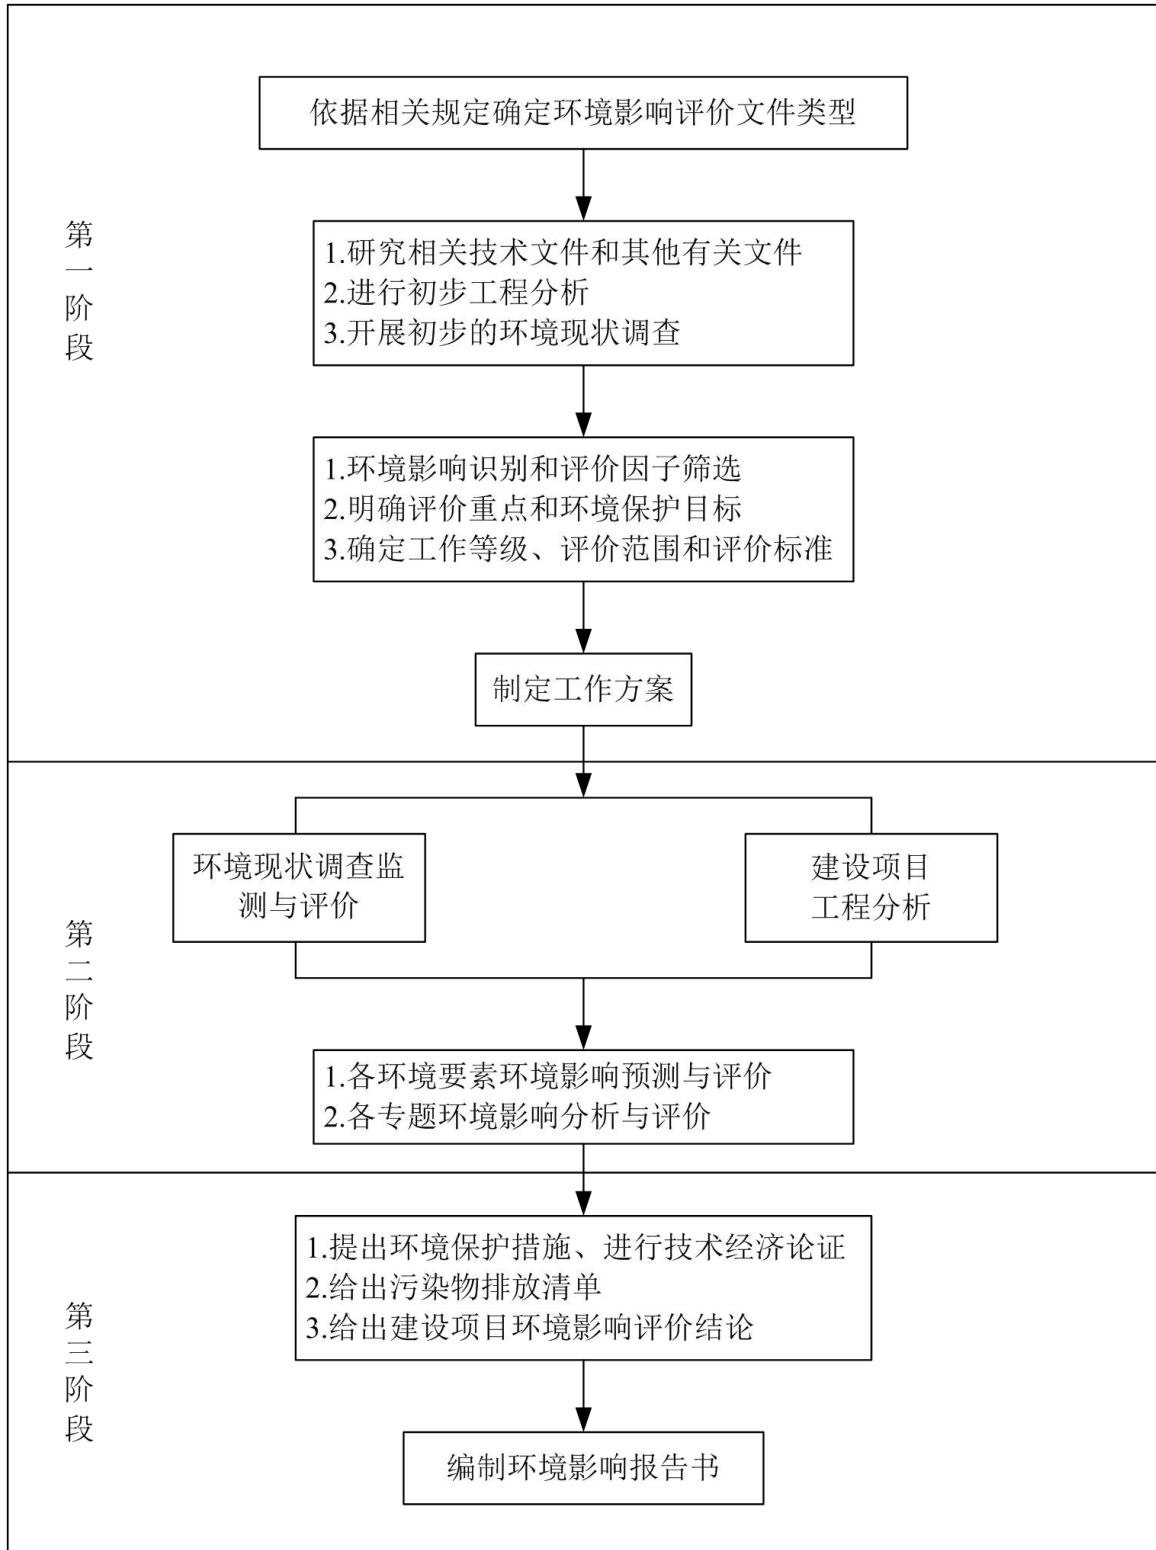 第一阶段
依据相关规定确定环境影响评价文件类型
1.研究相关技术文件和其他有关文件
2.进行初步工程分析
3.开展初步的环境现状调查
1.环境影响识别和评价因子筛选
2.明确评价重点和环境保护目标
3.确定工作等级、评价范围和评价标准
制定工作方案
第二阶段
环境现状调查监
测与评价
建设项目
工程分析
1.各环境要素环境影响预测与评价
2.各专题环境影响分析与评价
第三阶段
1.提出环境保护措施、进行技术经济论证
2.给出污染物排放清单
3.给出建设项目环境影响评价结论
编制环境影响报告书